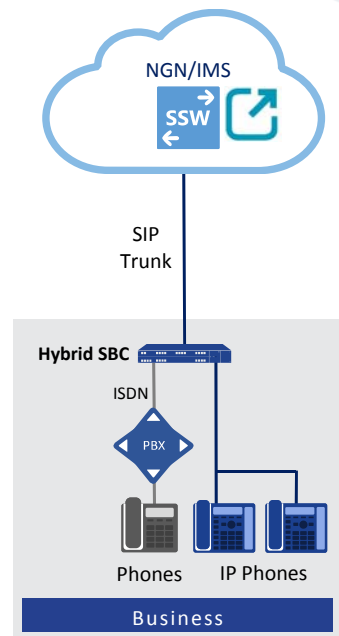 NGN/IMS
SSW
SIP
Trunk
Hybrid SBC
ISDN
PBX
Phones
IP Phones
Business